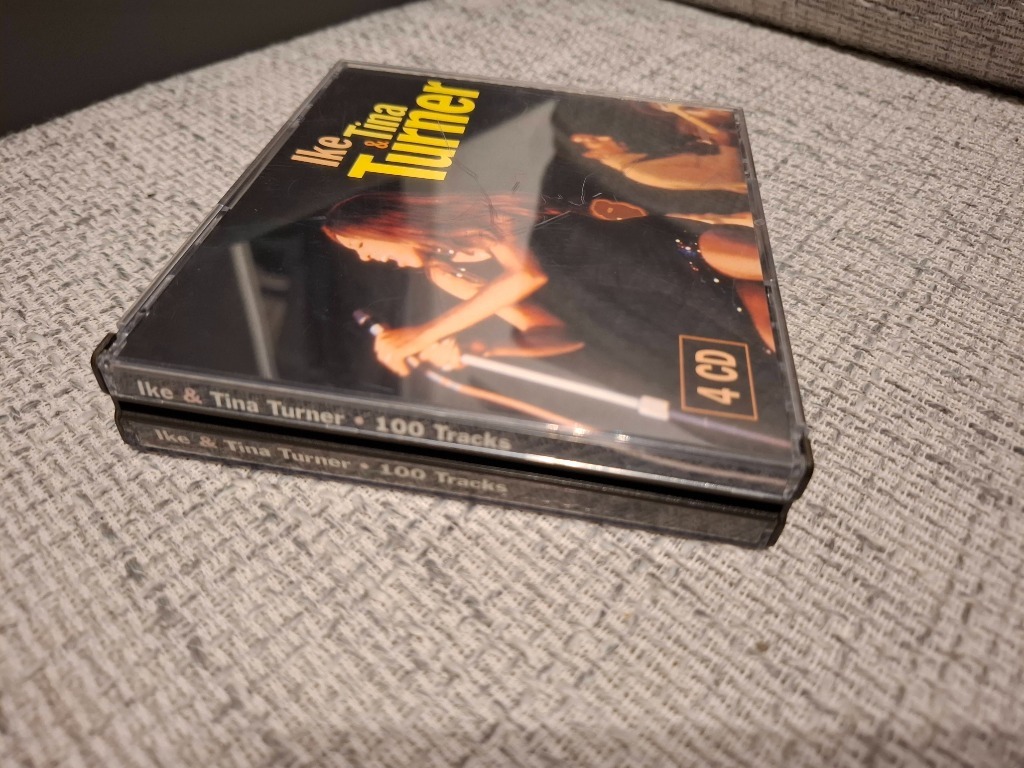 Ike
& Tina
Turner
4 CD
Ike & Tina Turner • 100 Tracks
Ike & Tina Turner • 100 Tracks